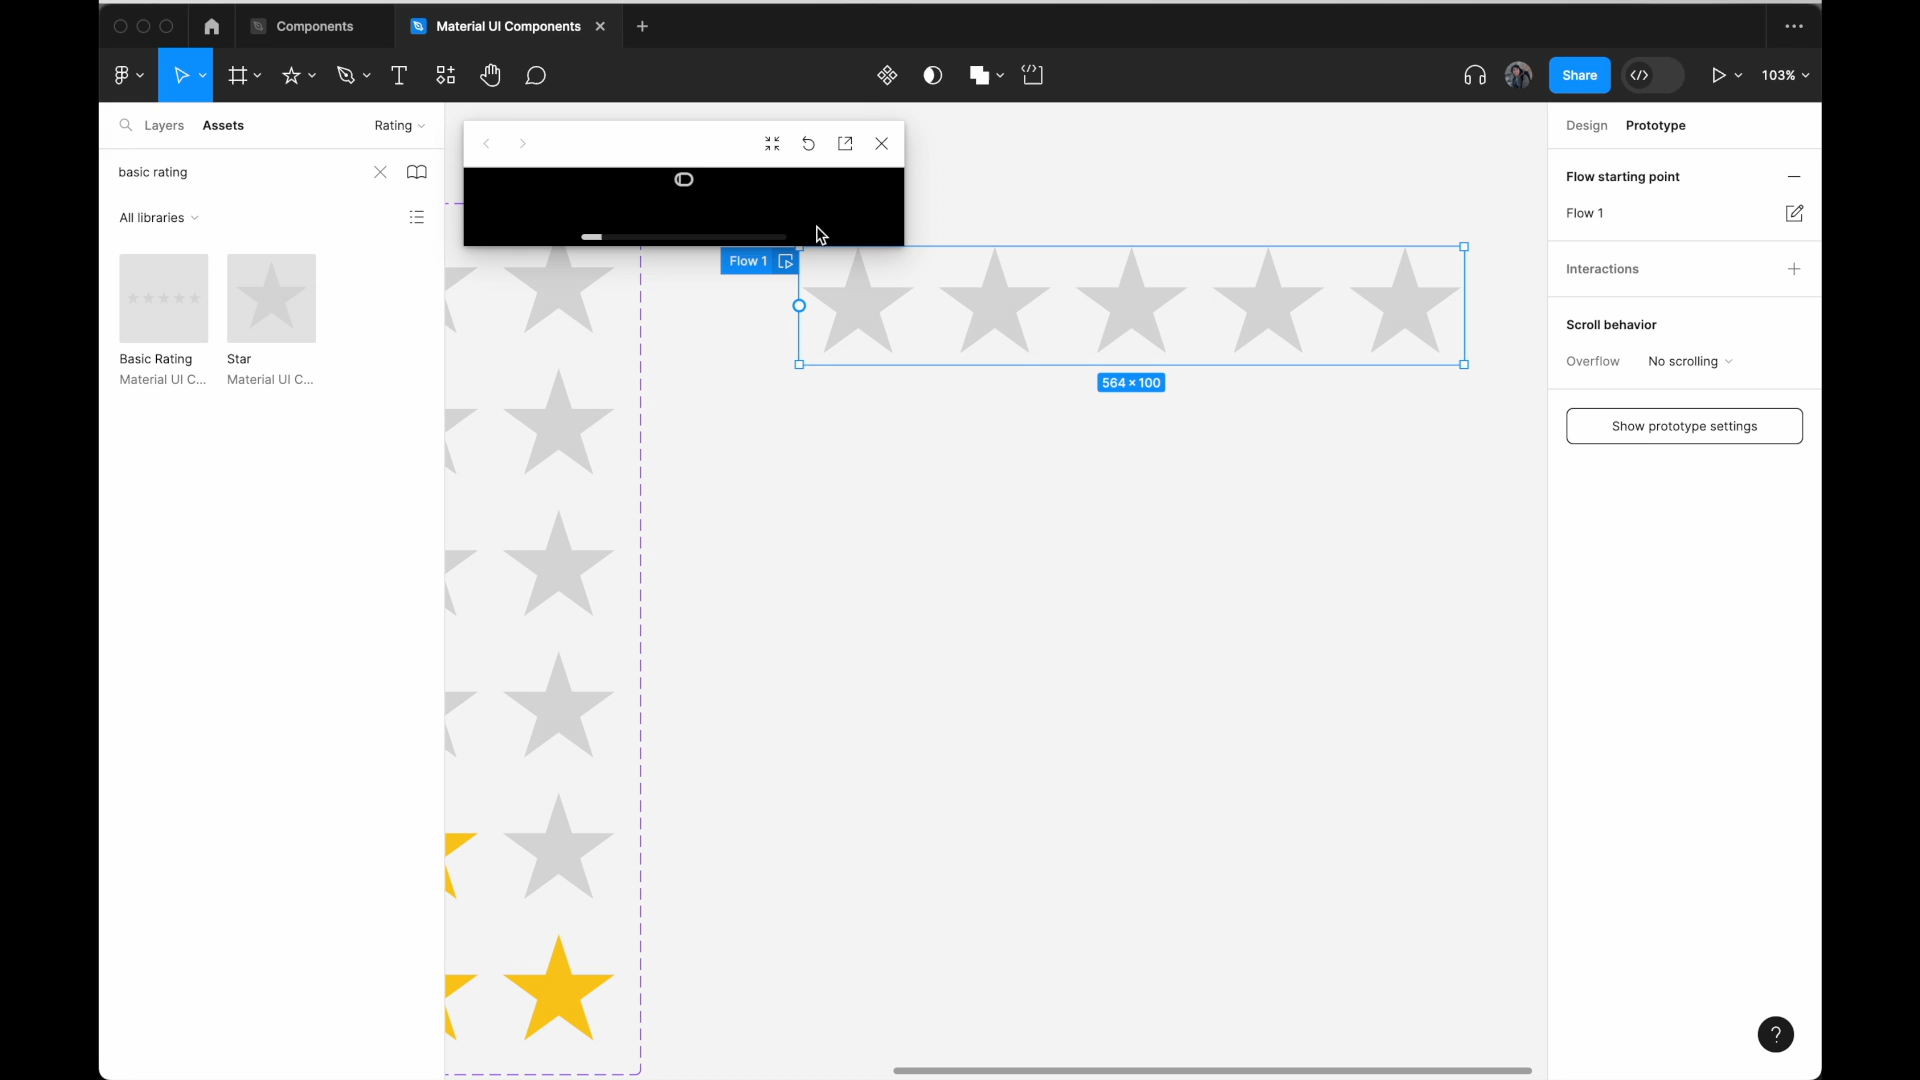 Components
Material UI Components
Share
103%
Layers
Assets
Rating
Design
Prototype
basic rating
Flow starting point
All libraries
Flow 1
Flow 1
Interactions
Scroll behavior
Basic Rating
Star
Overflow
No scrolling
Material UI C...
Material UI C...
564 × 100
Show prototype settings
?